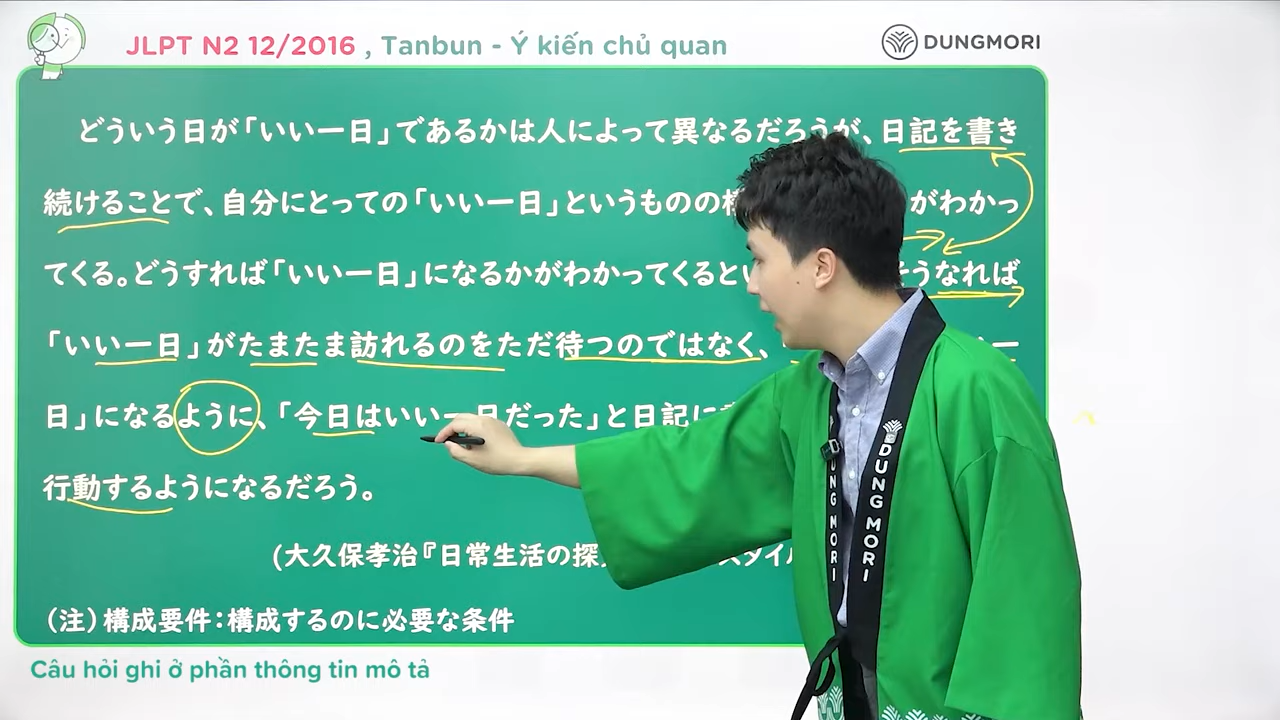 JLPT N2 12/2016 , Tanbun - Ý kiến chủ quan
DUNGMORI
どういう日が「いい一日」であるかは人によって異なるだろうが、日記を書き
続けることで、自分にとっての「いい一日」というものの がわかっ
てくる。どうすれば「いい一日」になるかがわかってくるとい そうなれば
「いい一日」がたまたま訪れるのをただ待つのではなく、
日」になるように、「今日はいい一日だった」と日記に
行動するようになるだろう。
(大久保孝治『日常生活の探 スタイル
（注）構成要件：構成するのに必要な条件
Câu hỏi ghi ở phần thông tin mô tả
DUNG MORI
DUNG MORI